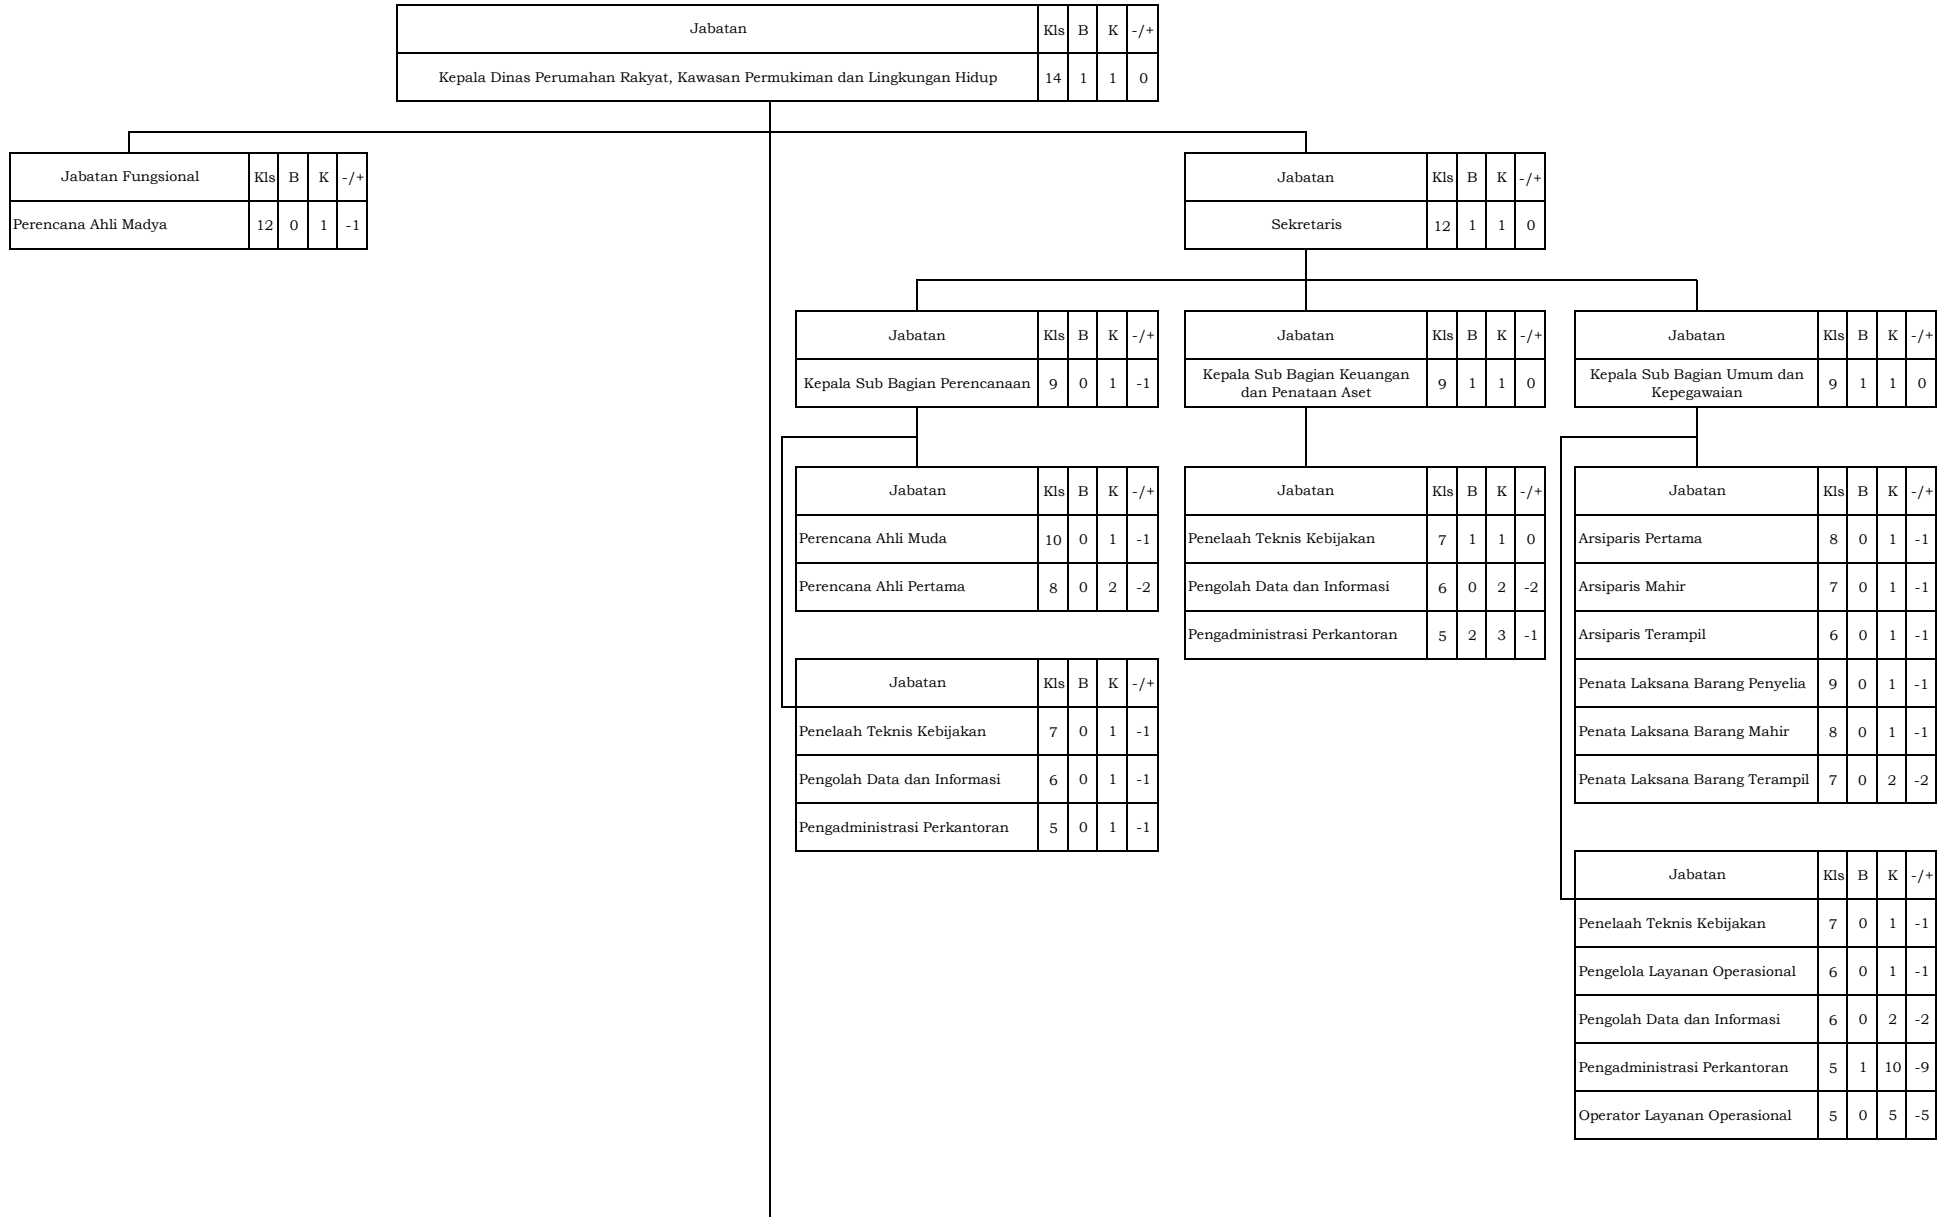 Jabatan Kls B K -/+
Kepala Dinas Perumahan Rakyat, Kawasan Permukiman dan Lingkungan Hidup 14 1 1 0
Jabatan Fungsional Kls B K -/+
Perencana Ahli Madya 12 0 1 -1
Jabatan Kls B K -/+
Sekretaris 12 1 1 0
Jabatan Kls B K -/+
Kepala Sub Bagian Perencanaan 9 0 1 -1
Jabatan Kls B K -/+
Perencana Ahli Muda 10 0 1 -1
Perencana Ahli Pertama 8 0 2 -2
Jabatan Kls B K -/+
Penelaah Teknis Kebijakan 7 0 1 -1
Pengolah Data dan Informasi 6 0 1 -1
Pengadministrasi Perkantoran 5 0 1 -1
Jabatan Kls B K -/+
Kepala Sub Bagian Keuangan
dan Penataan Aset 9 1 1 0
Jabatan Kls B K -/+
Penelaah Teknis Kebijakan 7 1 1 0
Pengolah Data dan Informasi 6 0 2 -2
Pengadministrasi Perkantoran 5 2 3 -1
Jabatan Kls B K -/+
Kepala Sub Bagian Umum dan
Kepegawaian 9 1 1 0
Jabatan Kls B K -/+
Arsiparis Pertama 8 0 1 -1
Arsiparis Mahir 7 0 1 -1
Arsiparis Terampil 6 0 1 -1
Penata Laksana Barang Penyelia 9 0 1 -1
Penata Laksana Barang Mahir 8 0 1 -1
Penata Laksana Barang Terampil 7 0 2 -2
Jabatan Kls B K -/+
Penelaah Teknis Kebijakan 7 0 1 -1
Pengelola Layanan Operasional 6 0 1 -1
Pengolah Data dan Informasi 6 0 2 -2
Pengadministrasi Perkantoran 5 1 10 -9
Operator Layanan Operasional 5 0 5 -5